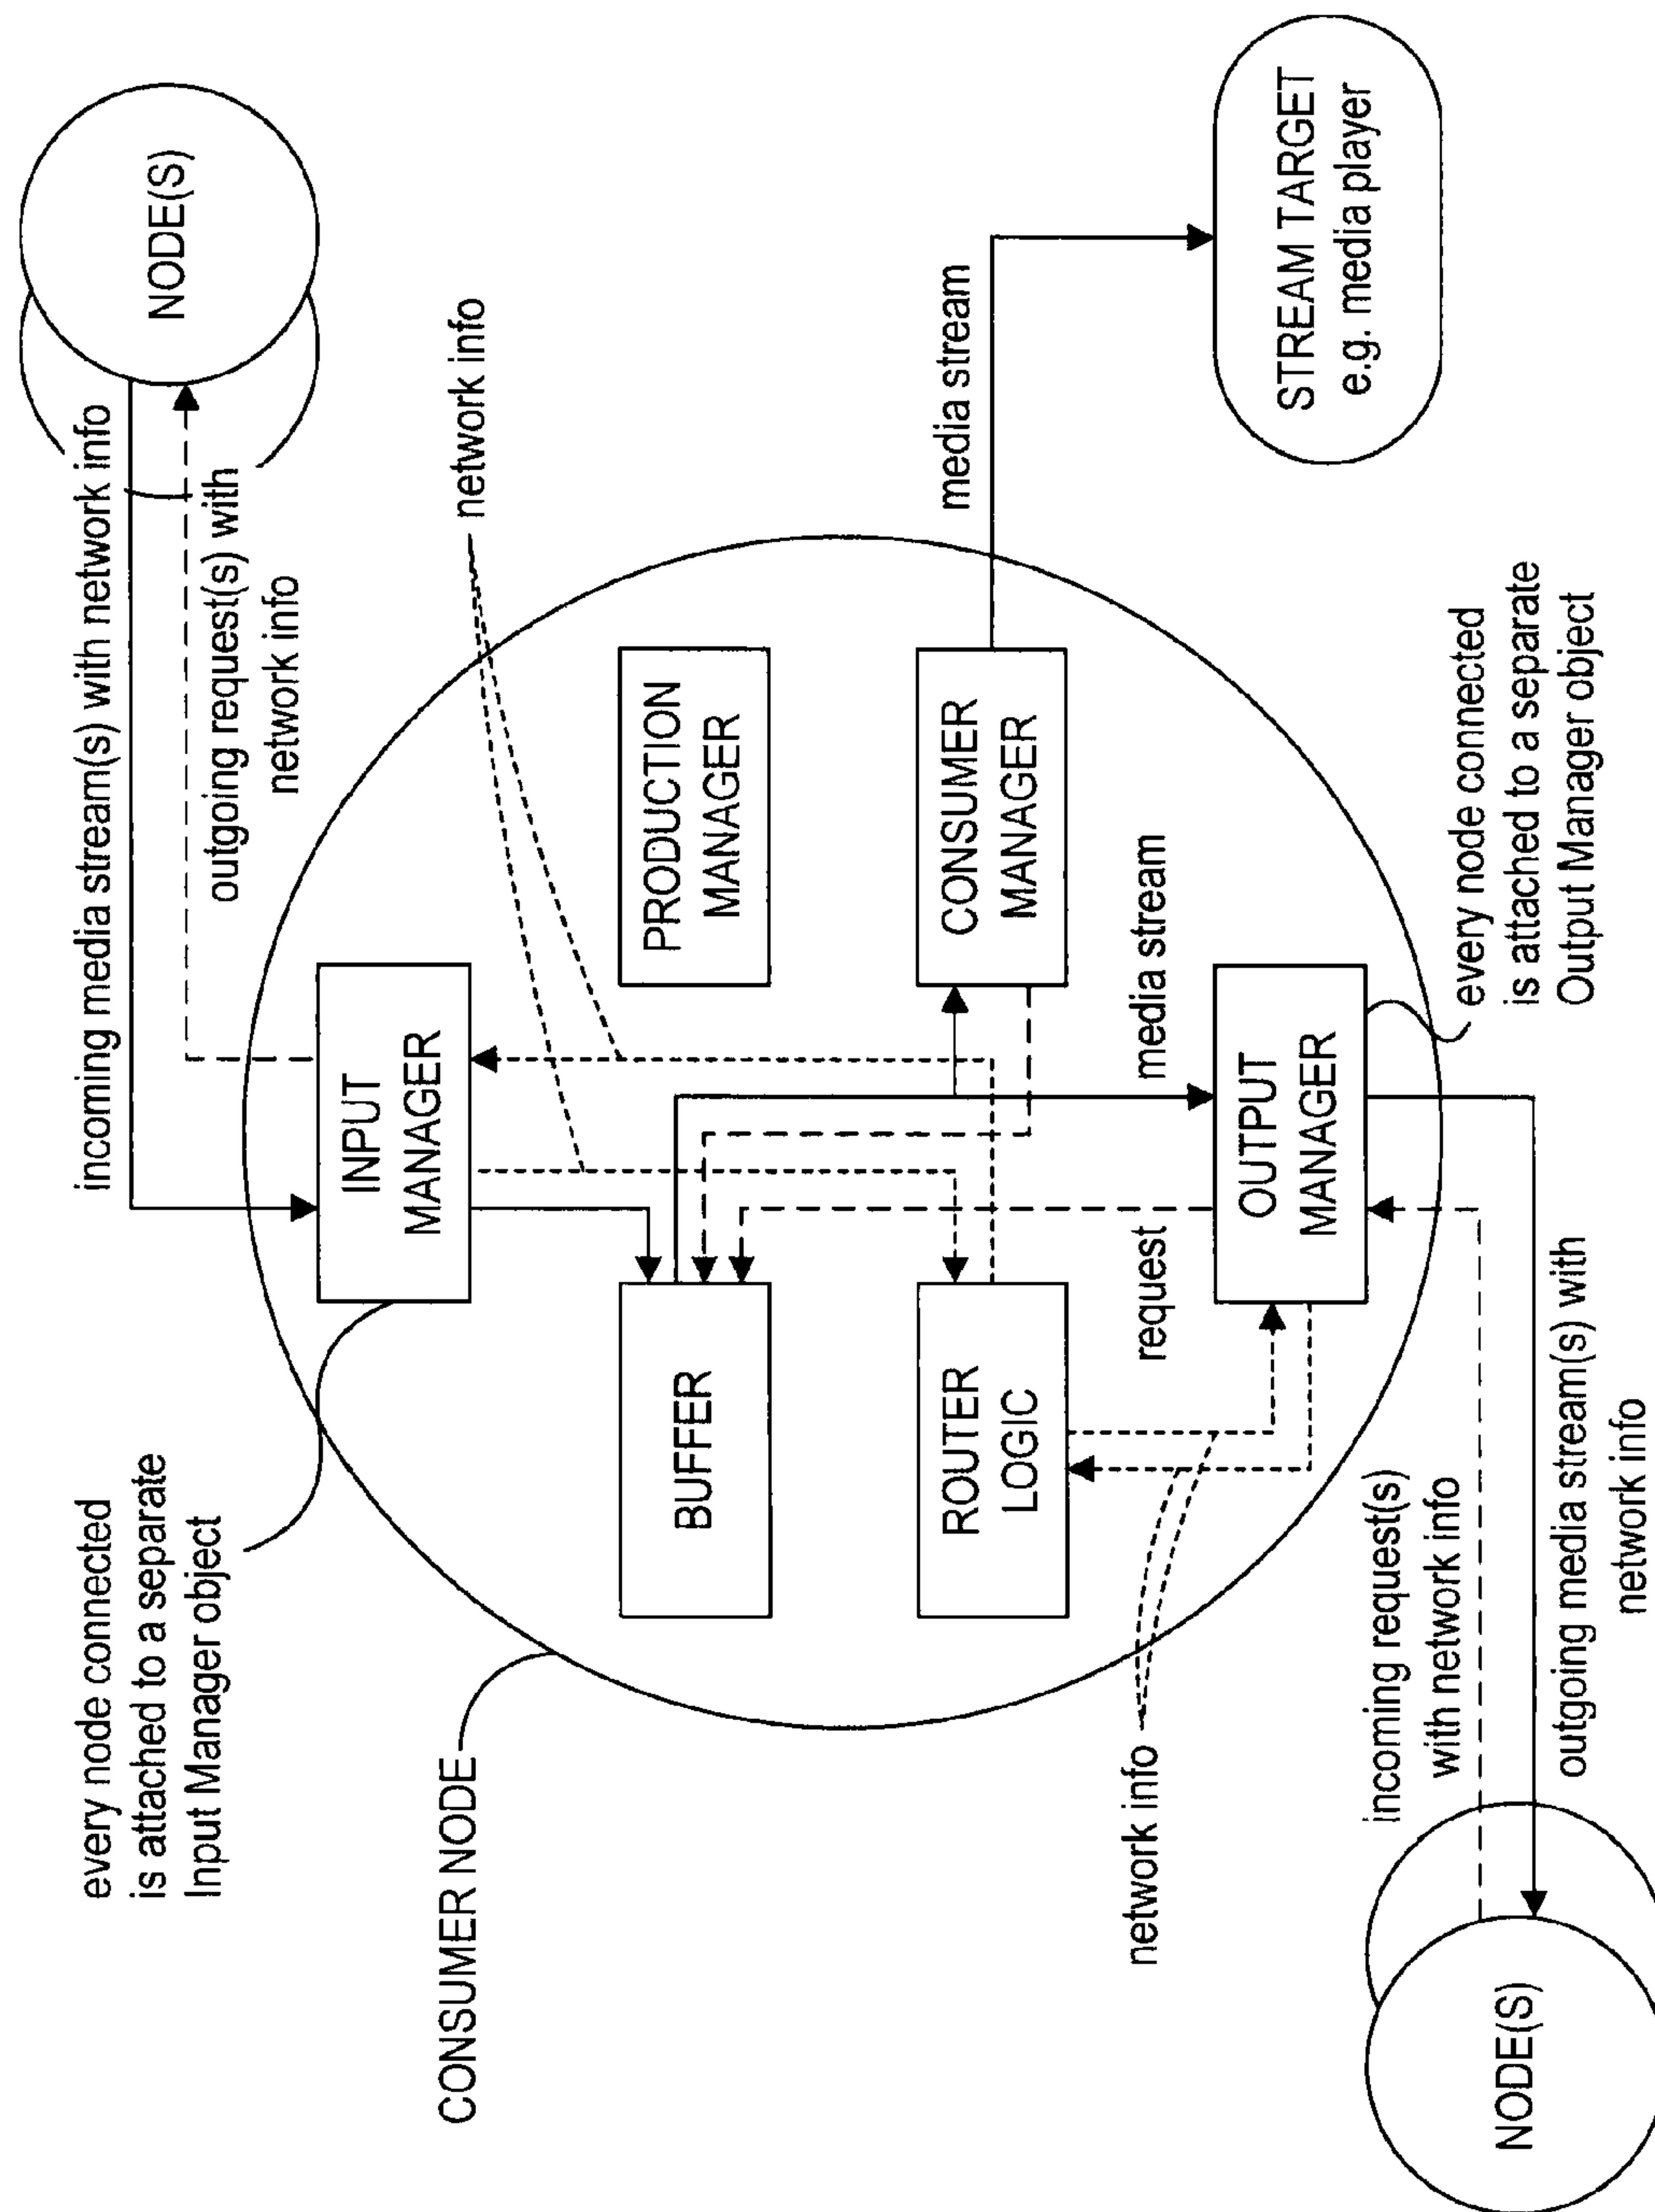 every node connected
is attached to a separate
Input Manager object
incoming media stream(s) with network info
outgoing request(s) with
network info
NODE(S)
CONSUMER NODE
INPUT
MANAGER
network info
BUFFER
PRODUCTION
MANAGER
ROUTER
LOGIC
CONSUMER
MANAGER
media stream
network info
request
media stream
OUTPUT
MANAGER
STREAM TARGET
e.g. media player
incoming request(s)
with network info
every node connected
is attached to a separate
Output Manager object
NODE(S)
outgoing media stream(s) with
network info